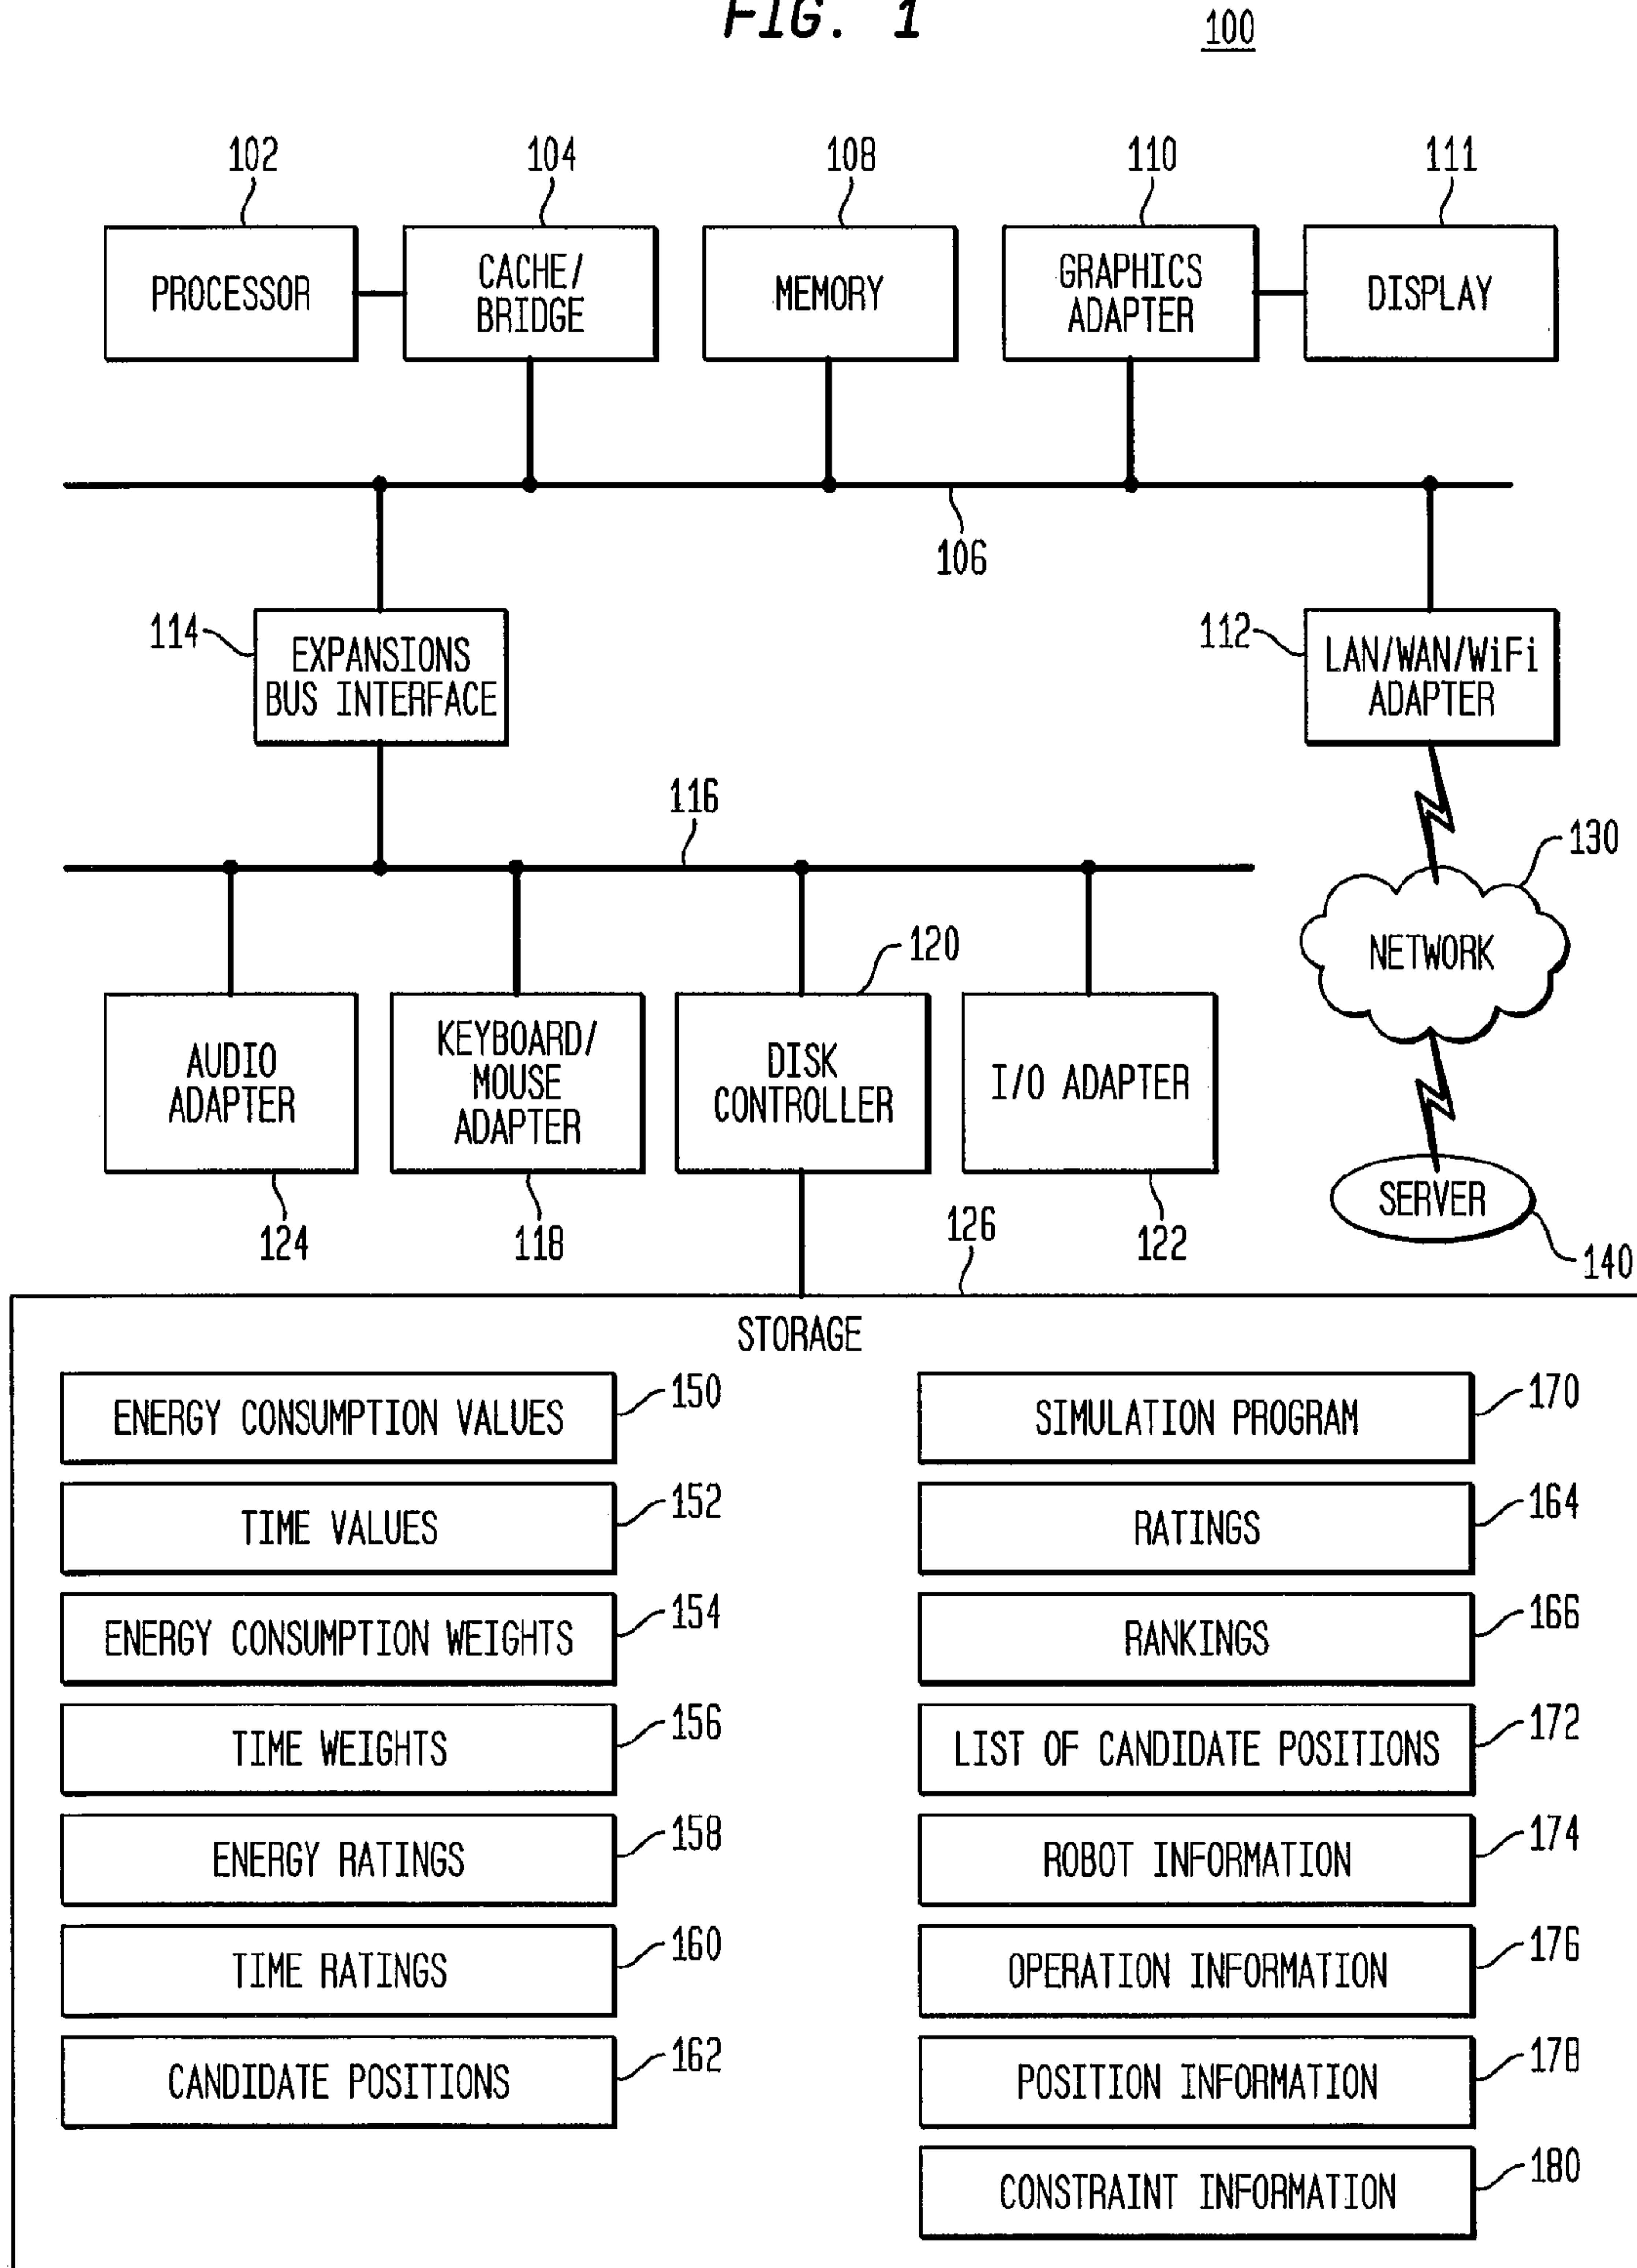 FIG. 1
100
102
104
108
110
111
PROCESSOR
CACHE/
BRIDGE
MEMORY
GRAPHICS
ADAPTER
DISPLAY
106
114
EXPANSIONS
BUS INTERFACE
112
LAN/WAN/WiFi
ADAPTER
116
130
NETWORK
120
AUDIO
ADAPTER
KEYBOARD/
MOUSE
ADAPTER
DISK
CONTROLLER
I/O ADAPTER
124
118
126
122
SERVER
140
STORAGE
ENERGY CONSUMPTION VALUES
150
TIME VALUES
152
ENERGY CONSUMPTION WEIGHTS
154
TIME WEIGHTS
156
ENERGY RATINGS
158
TIME RATINGS
160
CANDIDATE POSITIONS
162
SIMULATION PROGRAM
170
RATINGS
164
RANKINGS
166
LIST OF CANDIDATE POSITIONS
172
ROBOT INFORMATION
174
OPERATION INFORMATION
176
POSITION INFORMATION
178
CONSTRAINT INFORMATION
180